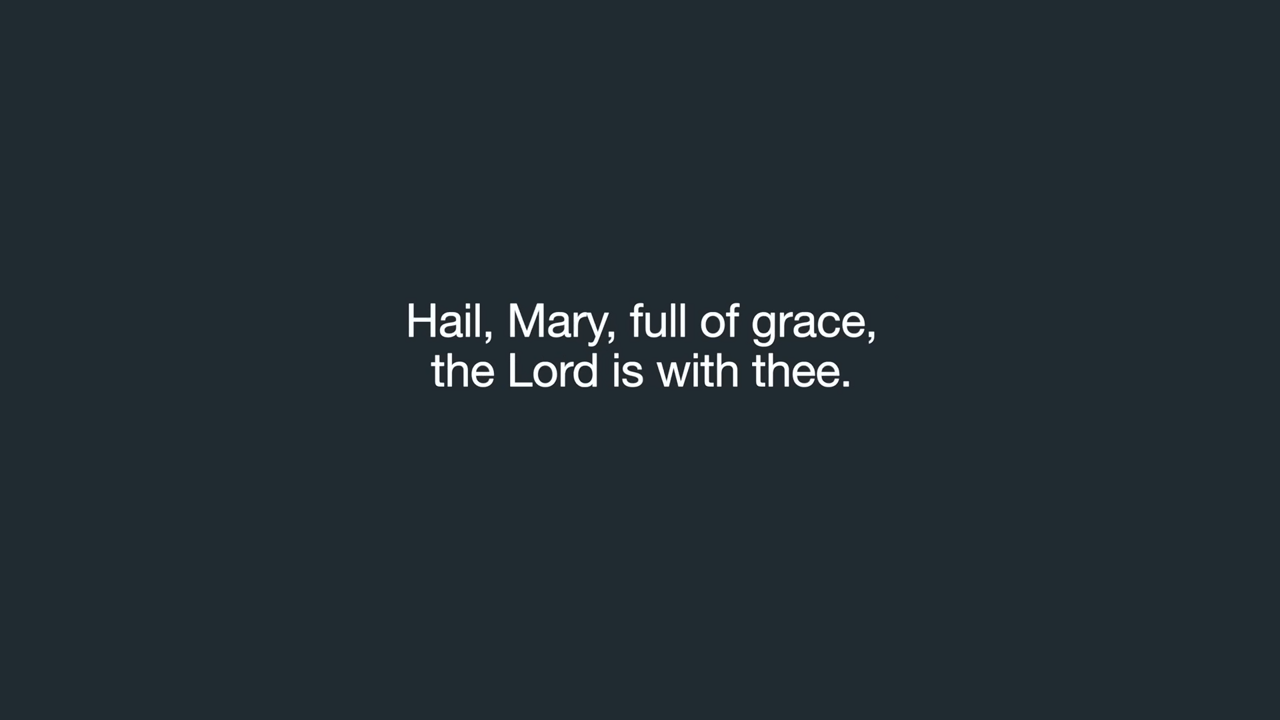 Hail, Mary, full of grace,
the Lord is with thee.